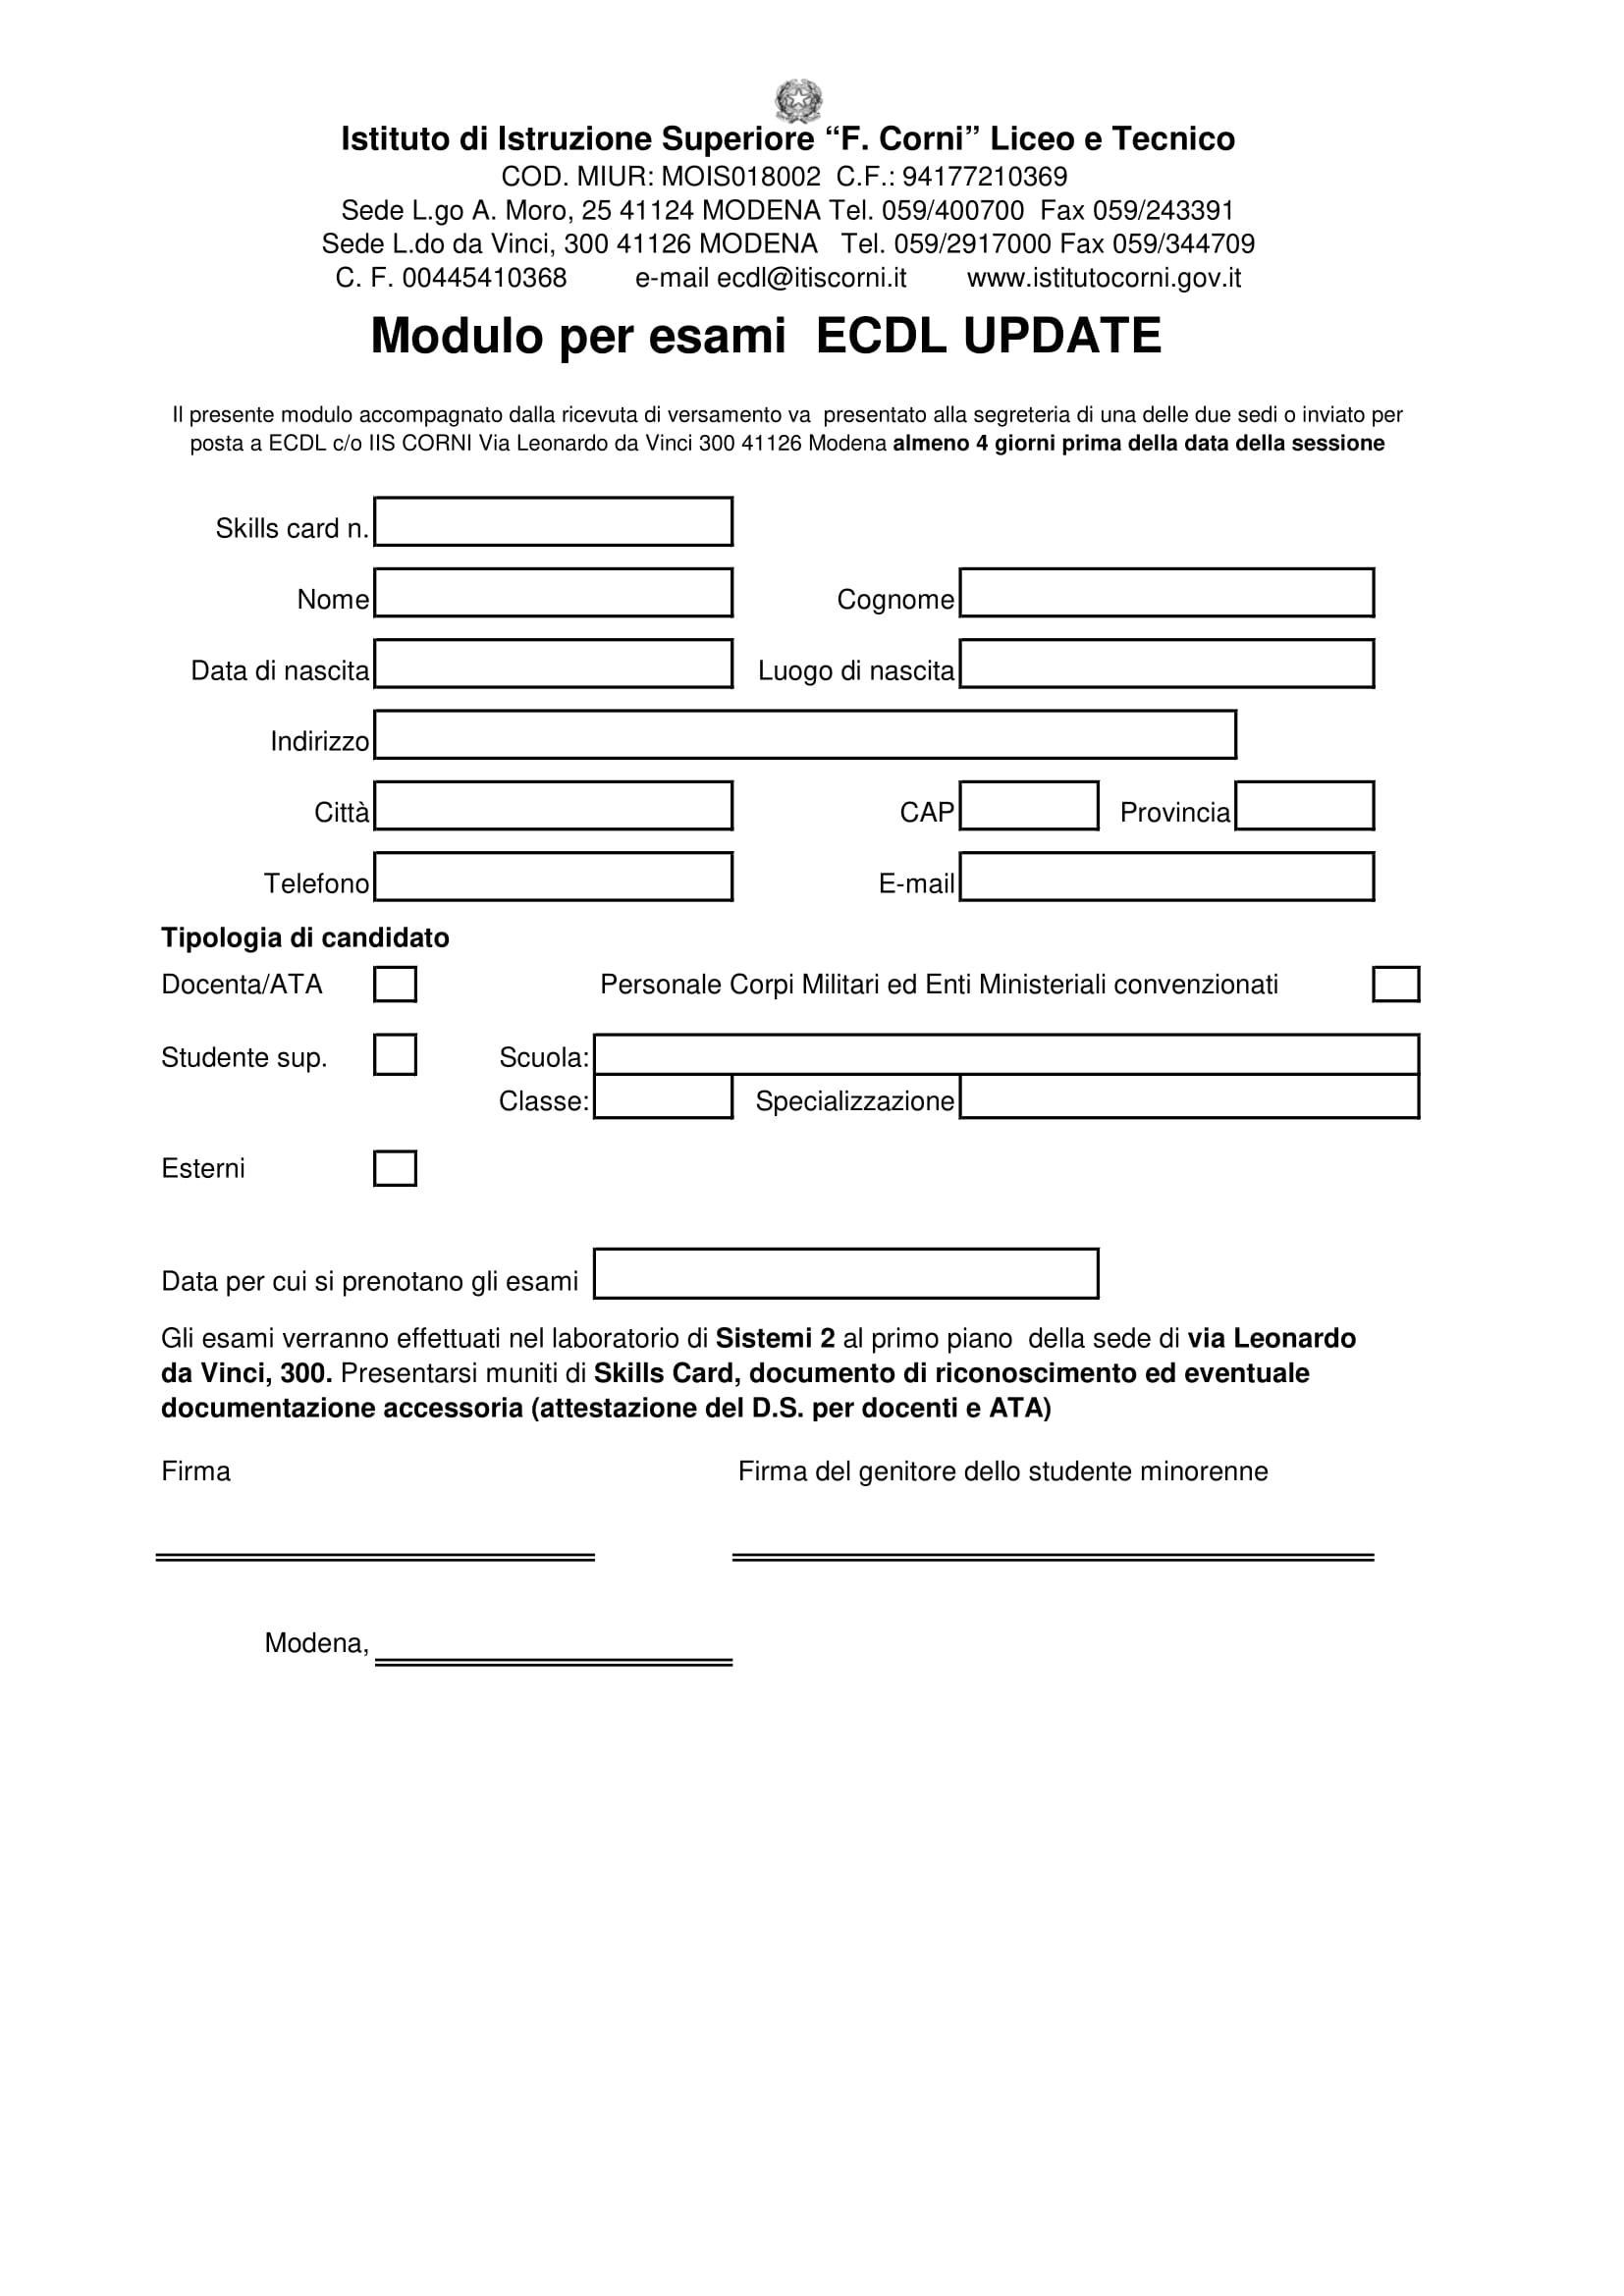 Istituto di Istruzione Superiore “F. Corni” Liceo e Tecnico
COD. MIUR: MOIS018002  C.F.: 94177210369
Sede L.go A. Moro, 25 41124 MODENA Tel. 059/400700  Fax 059/243391
Sede L.do da Vinci, 300 41126 MODENA   Tel. 059/2917000 Fax 059/344709
C. F. 00445410368         e-mail ecdl@itiscorni.it        www.istitutocorni.gov.it
Modulo per esami  ECDL UPDATE
Il presente modulo accompagnato dalla ricevuta di versamento va  presentato alla segreteria di una delle due sedi o inviato per
posta a ECDL c/o IIS CORNI Via Leonardo da Vinci 300 41126 Modena almeno 4 giorni prima della data della sessione
Skills card n.
Nome Cognome
Data di nascita Luogo di nascita
Indirizzo
Città CAP Provincia
Telefono E-mail
Tipologia di candidato
Docenta/ATA Personale Corpi Militari ed Enti Ministeriali convenzionati
Studente sup. Scuola:
Classe: Specializzazione
Esterni
Data per cui si prenotano gli esami
Gli esami verranno effettuati nel laboratorio di Sistemi 2 al primo piano  della sede di via Leonardo
da Vinci, 300. Presentarsi muniti di Skills Card, documento di riconoscimento ed eventuale
documentazione accessoria (attestazione del D.S. per docenti e ATA)
Firma Firma del genitore dello studente minorenne
Modena,